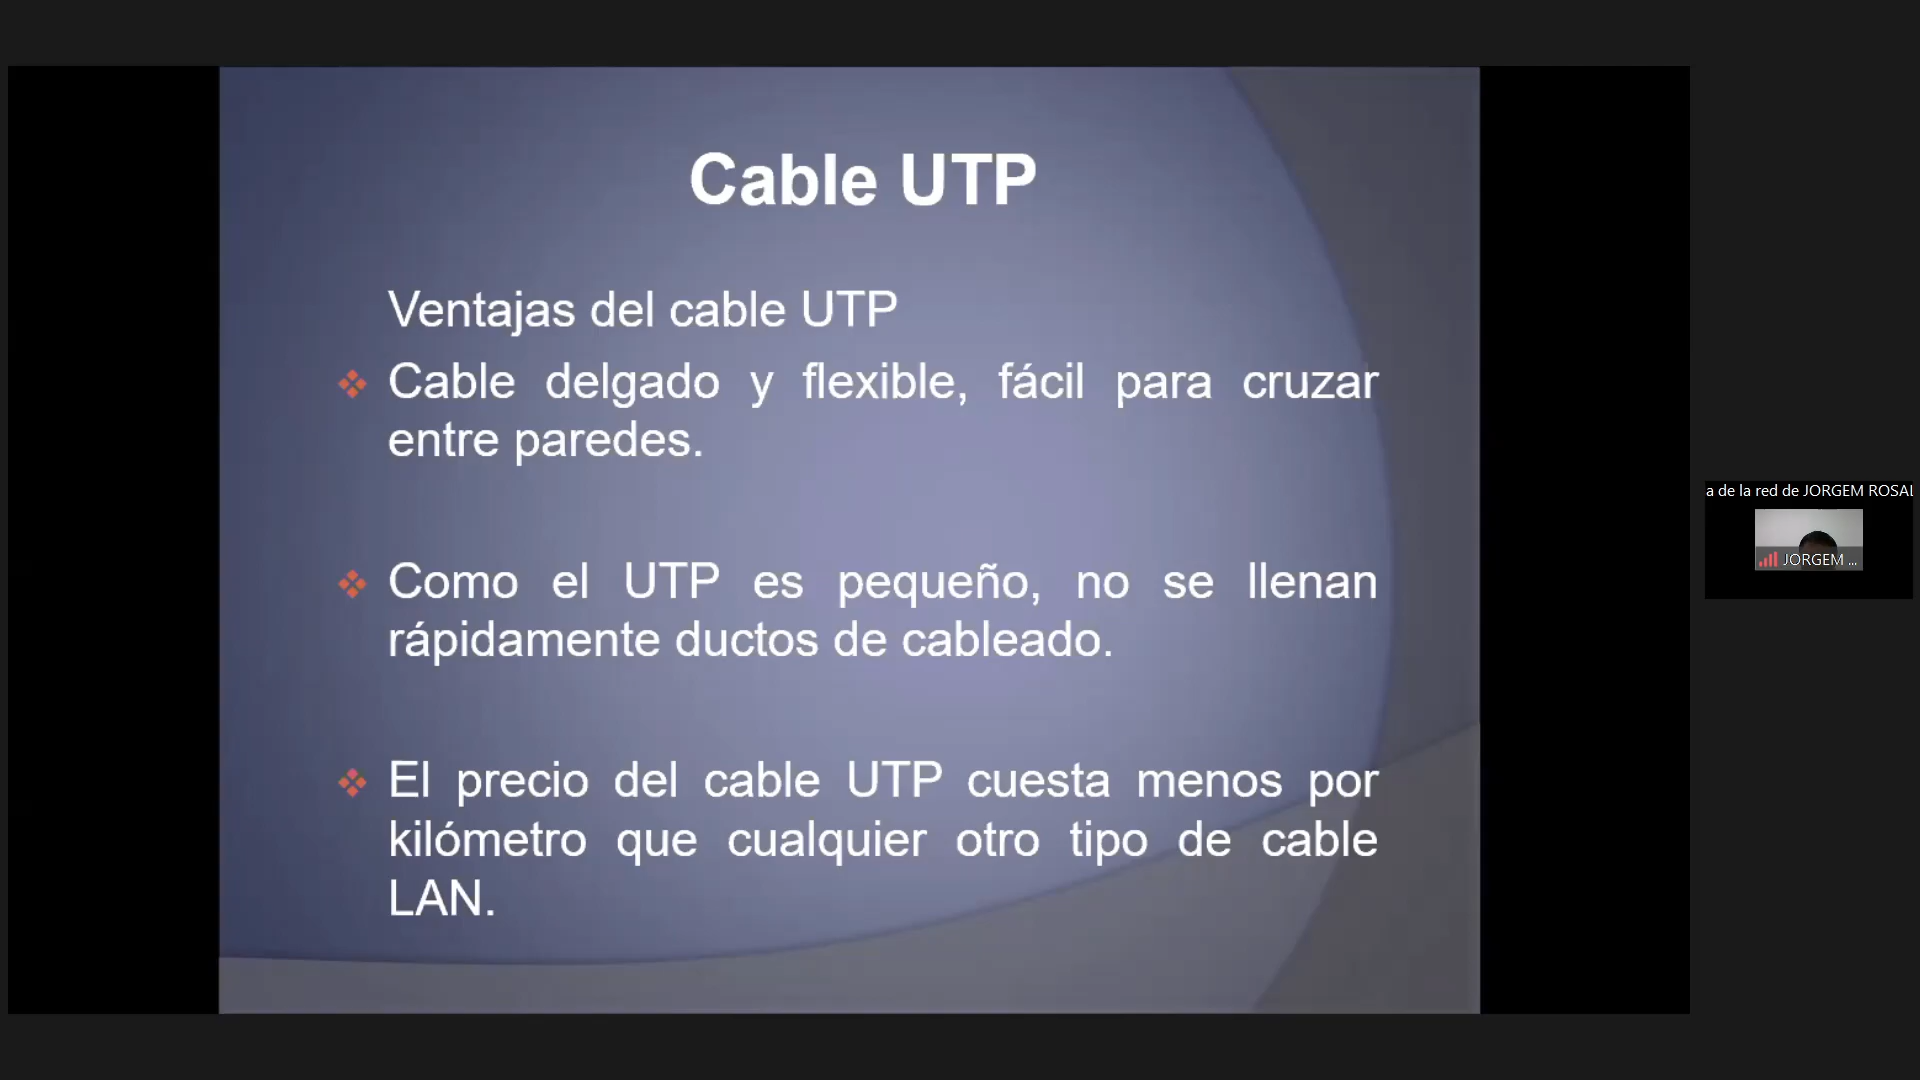 Cable UTP
Ventajas del cable UTP
Cable delgado y flexible, fácil para cruzar
entre paredes.
Como el UTP es pequeño, no se llenan
rápidamente ductos de cableado.
El precio del cable UTP cuesta menos por
kilómetro que cualquier otro tipo de cable
LAN.
a de la red de JORGEM ROSAL
JORGEM ...